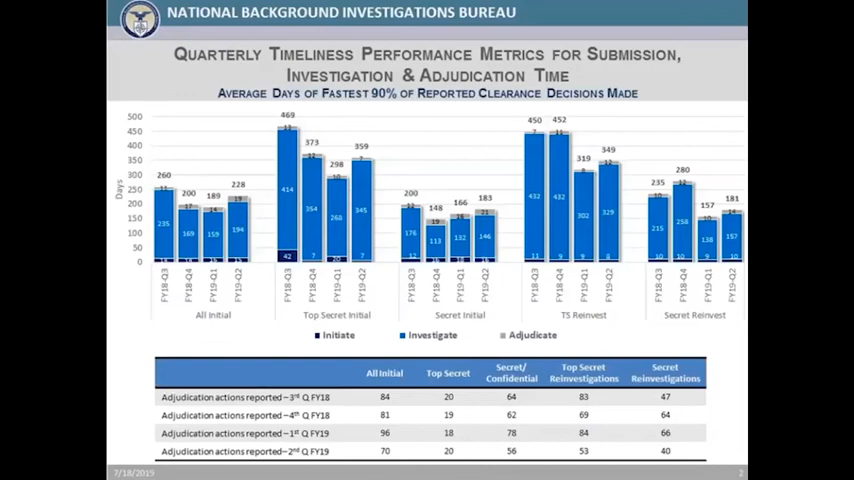 NATIONAL BACKGROUND INVESTIGATIONS BUREAU
QUARTERLY TIMELINESS PERFORMANCE METRICS FOR SUBMISSION,
INVESTIGATION & ADJUDICATION TIME
AVERAGE DAYS OF FASTEST 90% OF REPORTED CLEARANCE DECISIONS MADE
Days
500
450
400
350
300
250
200
150
100
50
0
260 200 189 228
11 17 14 19
235 169 159 194
469 373 298 359
13 12 10 7
414 354 268 345
42 7 20 7
200 148 166 183
12 19 16 21
176 113 132 146
12
450 452 319 349
7 11 8 12
432 432 302 329
11 9 9 8
235 280 157 181
10 12 10 14
215 258 138 157
10 10 9 10
FY18-Q3 FY18-Q4 FY19-Q1 FY19-Q2 FY18-Q3 FY18-Q4 FY19-Q1 FY19-Q2 FY18-Q3 FY18-Q4 FY19-Q1 FY19-Q2 FY18-Q3 FY18-Q4 FY19-Q1 FY19-Q2 FY18-Q3 FY18-Q4 FY19-Q1 FY19-Q2
All Initial Top Secret Initial Secret Initial TS Reinvest Secret Reinvest
Initiate Investigate Adjudicate
All Initial Top Secret Secret/ Confidential Top Secret Reinvestigations Secret Reinvestigations
Adjudication actions reported – 3rd Q FY18 84 20 64 83 47
Adjudication actions reported – 4th Q FY18 81 19 62 69 64
Adjudication actions reported – 1st Q FY19 96 18 78 84 66
Adjudication actions reported – 2nd Q FY19 70 20 56 53 40
7/18/2019 2